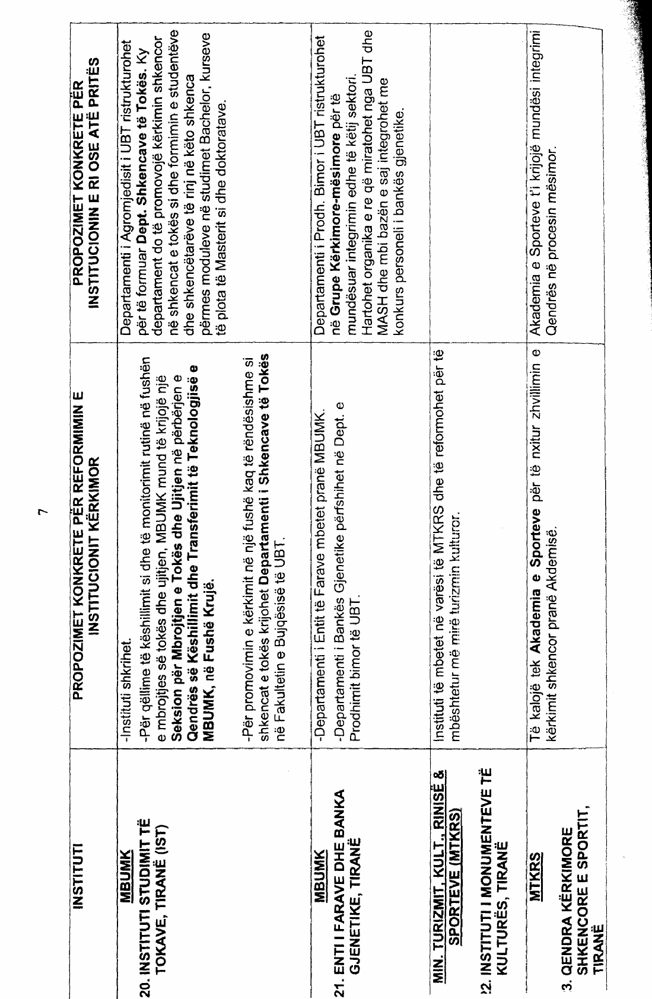 7
INSTITUTI
PROPOZIMET KONKRETE PËR REFORMIMIN E
INSTITUCIONIT KËRKIMOR
PROPOZIMET KONKRETE PËR
INSTITUCIONIN E RI OSE ATË PRITËS
MBUMK
20. INSTITUTI STUDIMIT TË
TOKAVE, TIRANË (IST)
-Instituti shkrihet.
-Për qëllime të këshillimit si dhe të monitorimit rutinë në fushën
e mbrojtjes së tokës dhe ujitjen, MBUMK mund të krijojë një
Seksion për Mbrojtjen e Tokës dhe Ujitjen në përbërjen e
Qendrës së Këshillimit dhe Transferimit të Teknologjisë e
MBUMK, në Fushë Krujë.
-Për promovimin e kërkimit në një fushë kaq të rëndësishme si
shkencat e tokës krijohet Departamenti i Shkencave të Tokës
në Fakultetin e Bujqësisë të UBT.
Departamenti i Agromjedisit i UBT ristrukturohet
për të formuar Dept. Shkencave të Tokës. Ky
departament do të promovojë kërkimin shkencor
në shkencat e tokës si dhe formimin e studentëve
dhe shkencëtarëve të rinj në këto shkenca
përmes moduleve në studimet Bachelor, kurseve
të plota të Masterit si dhe doktoratave.
MBUMK
21. ENTI I FARAVE DHE BANKA
GJENETIKE, TIRANË
-Departamenti i Entit të Farave mbetet pranë MBUMK.
-Departamenti i Bankës Gjenetike përfshihet në Dept. e
Prodhimit bimor të UBT.
Departamenti i Prodh. Bimor i UBT ristrukturohet
në Grupe Kërkimore-mësimore për të
mundësuar integrimin edhe të këtij sektori.
Hartohet organika e re që miratohet nga UBT dhe
MASH dhe mbi bazën e saj integrohet me
konkurs personeli i bankës gjenetike.
MIN. TURIZMIT, KULT., RINISË &
SPORTEVE (MTKRS)
22. INSTITUTI I MONUMENTEVE TË
KULTURËS, TIRANË
Instituti të mbetet në varësi të MTKRS dhe të reformohet për të
mbështetur më mirë turizmin kulturor.
MTKRS
3. QENDRA KËRKIMORE
SHKENCORE E SPORTIT,
TIRANË
Të kalojë tek Akademia e Sporteve për të nxitur zhvillimin e
kërkimit shkencor pranë Akdemisë.
Akademia e Sporteve t'i krijojë mundësi integrimi
Qendrës në procesin mësimor.